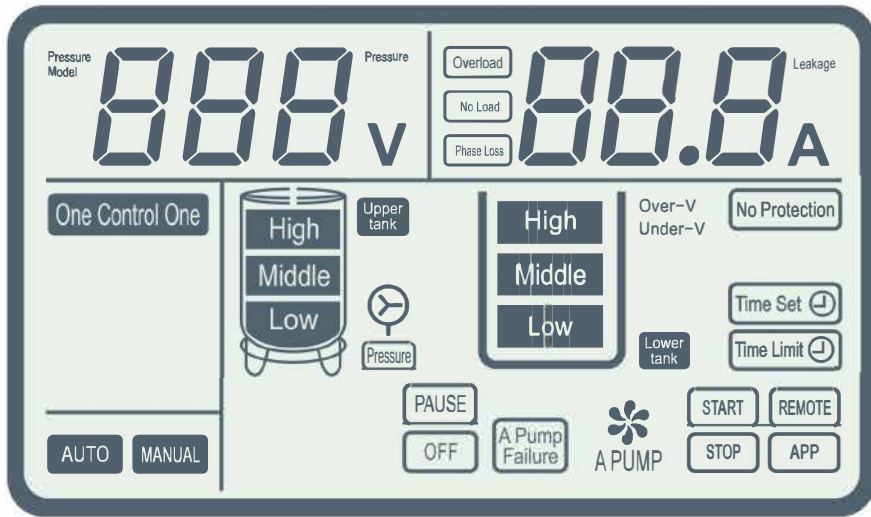 Pressure
Model
888
Pressure
V
Overload
No Load
Phase Loss
88.8
Leakage
A
One Control One
High
Middle
Low
Upper
tank
Pressure
High
Middle
Low
Lower
tank
Over-V
Under-V
No Protection
Time Set
Time Limit
AUTO
MANUAL
PAUSE
OFF
A Pump
Failure
A PUMP
START
REMOTE
STOP
APP